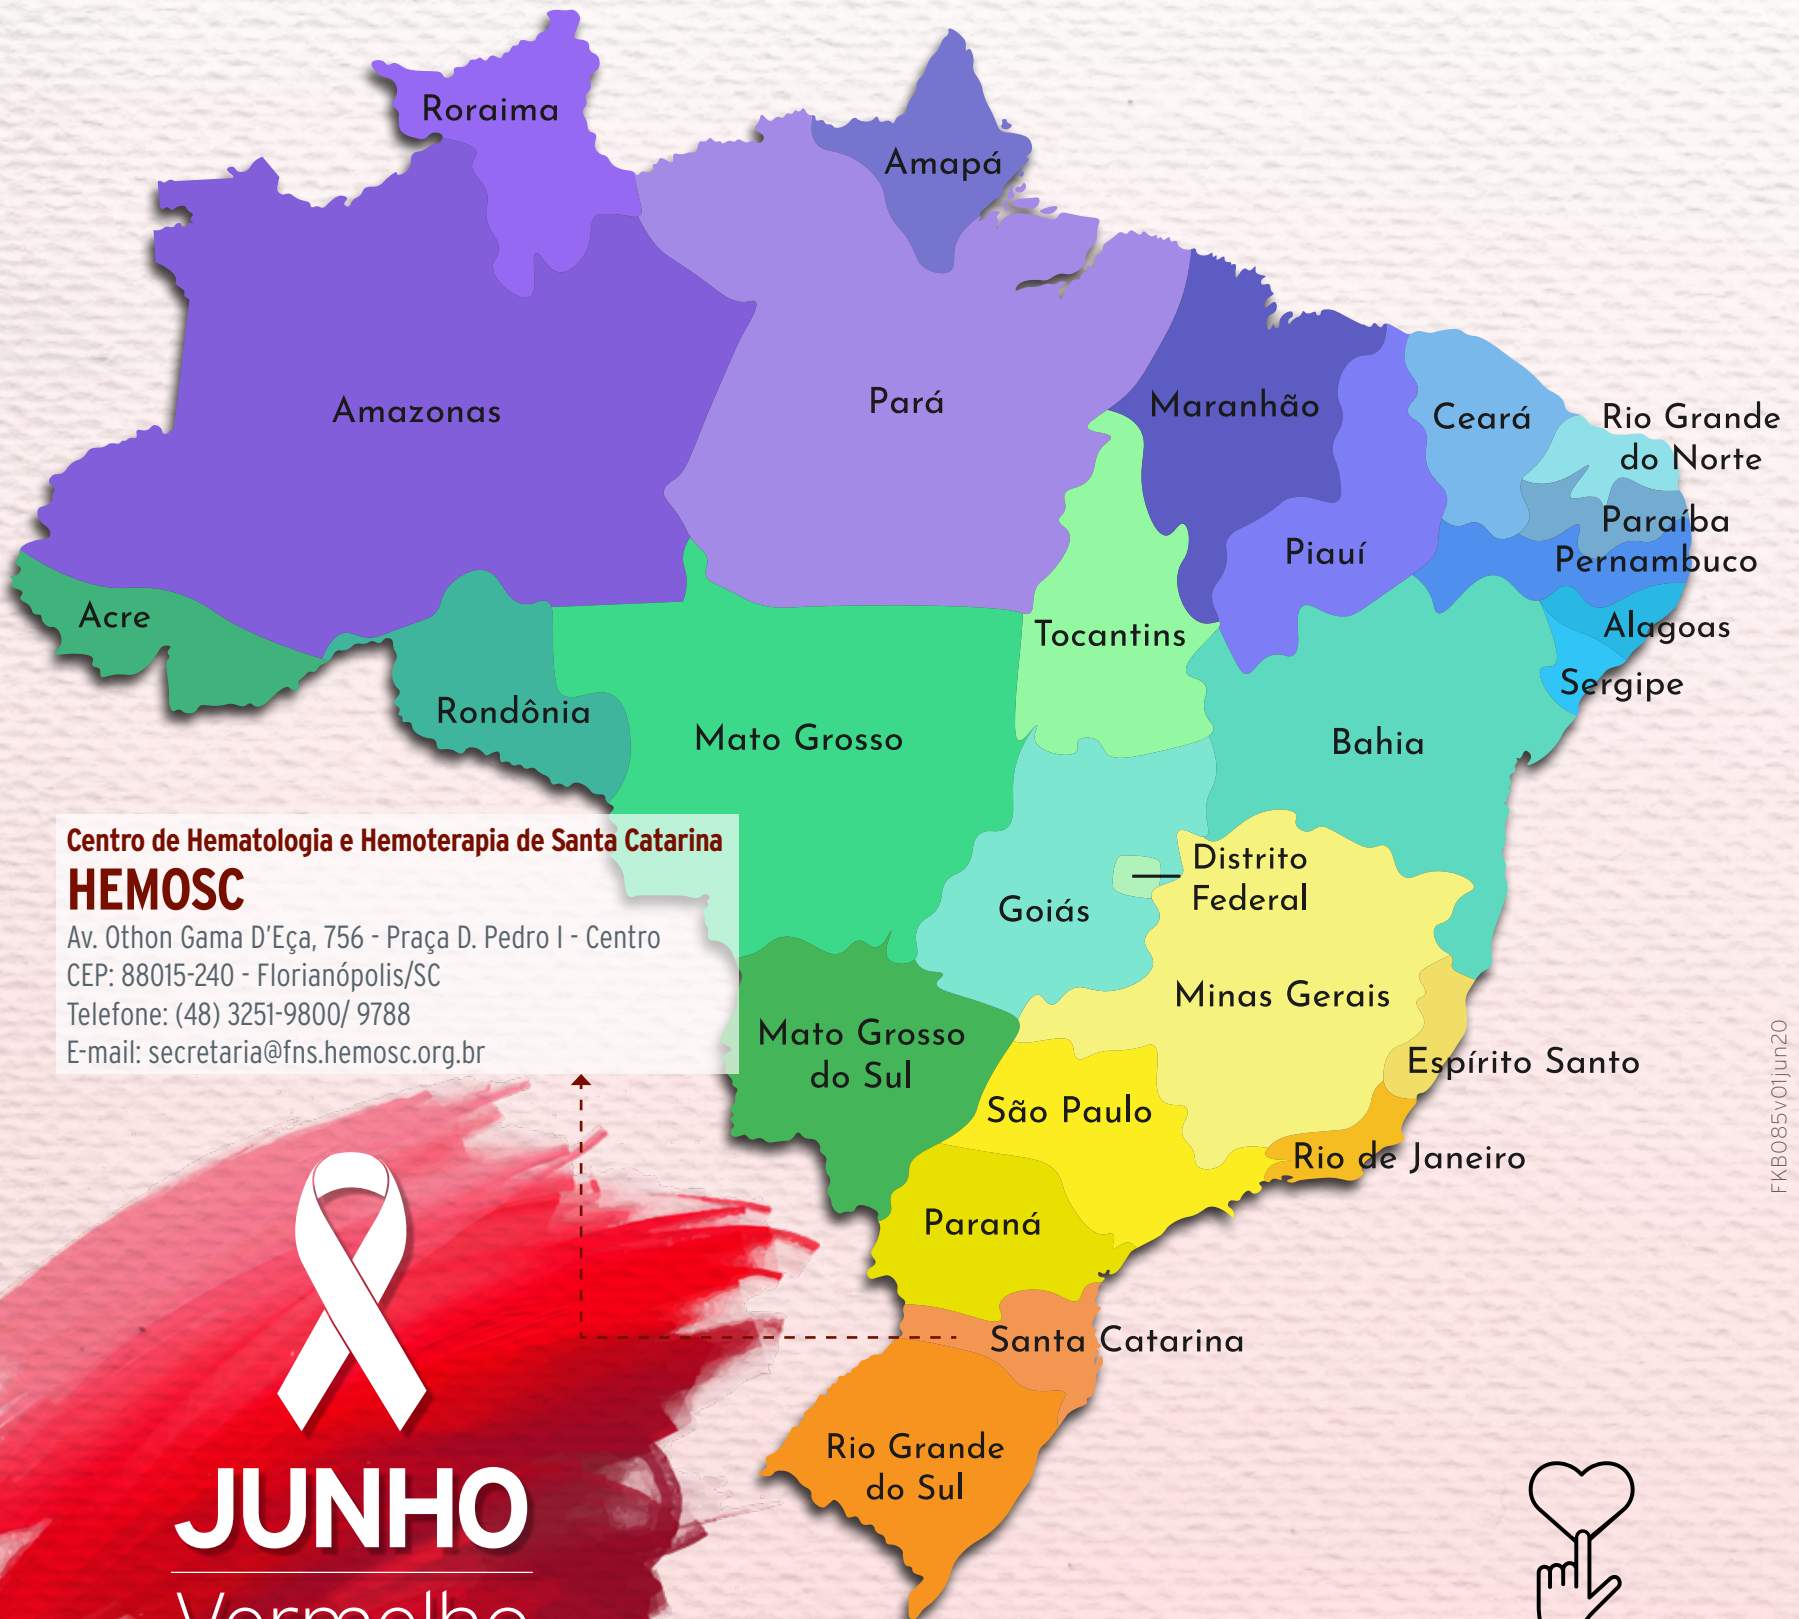 Roraima
Amapá
Amazonas
Pará
Maranhão
Ceará
Rio Grande
do Norte
Paraíba
Piauí
Pernambuco
Acre
Tocantins
Alagoas
Sergipe
Rondônia
Mato Grosso
Bahia
Centro de Hematologia e Hemoterapia de Santa Catarina
HEMOSC
Av. Othon Gama D'Eça, 756 - Praça D. Pedro I - Centro
CEP: 88015-240 - Florianópolis/SC
Telefone: (48) 3251-9800/ 9788
E-mail: secretaria@fns.hemosc.org.br
Distrito
Federal
Goiás
Minas Gerais
Mato Grosso
do Sul
Espírito Santo
São Paulo
Rio de Janeiro
Paraná
Santa Catarina
Rio Grande
do Sul
FKB085v01jun20
JUNHO
Vermelho